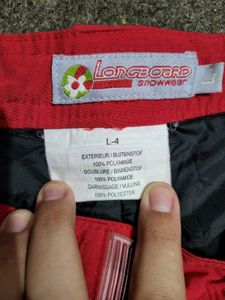 LONGBOARD
snowwear
L
L-4
EXTERIEUR / BUITENSTOF
100% POLYAMIDE
DOUBLURE / BINNENSTOF
100% POLYAMIDE
GARNISSAGE / VULLING
100% POLYESTER